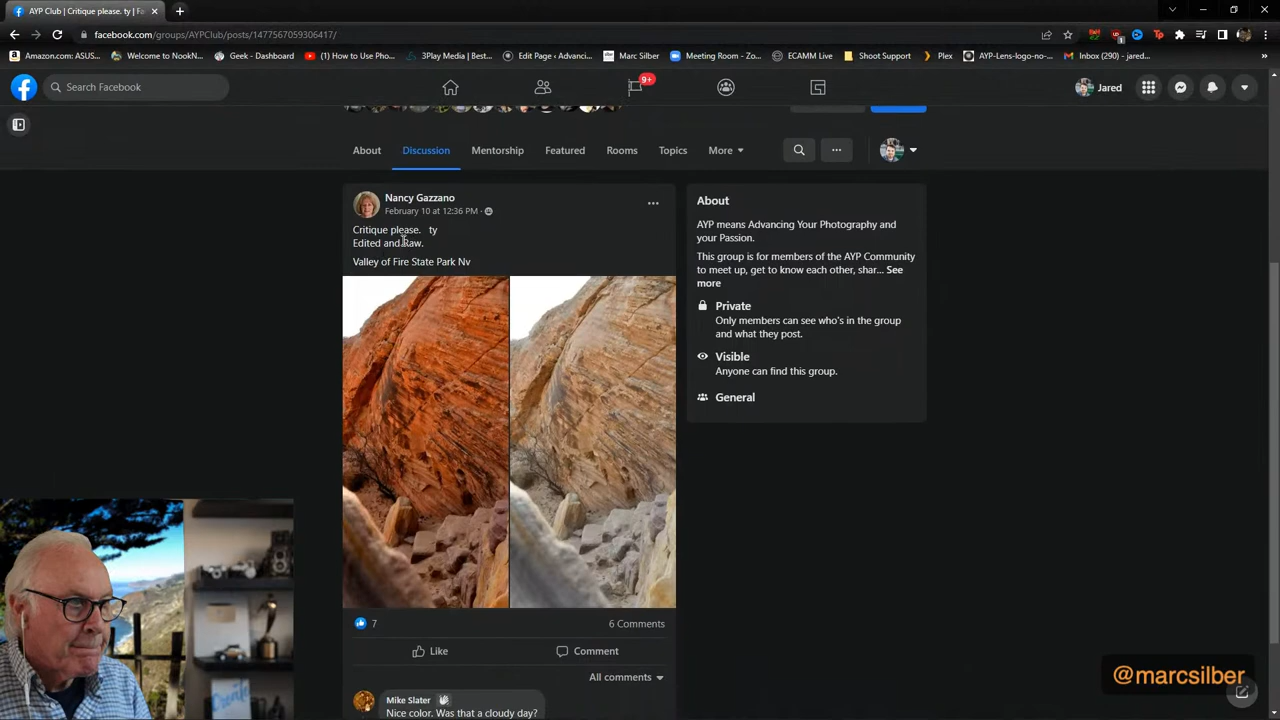 AYP Club | Critique please. ty | Fa
facebook.com/groups/AYPClub/posts/1477567059306417/
Amazon.com: ASUS...
Welcome to NookN...
Geek - Dashboard
(1) How to Use Pho...
3Play Media | Best...
Edit Page ‹ Advanci...
Marc Silber
Meeting Room - Zo...
ECAMM Live
Shoot Support
Plex
AYP-Lens-logo-no-...
Inbox (2) - jared...
Search Facebook
9+
Jared
About
Discussion
Mentorship
Featured
Rooms
Topics
More
Nancy Gazzano
February 10 at 12:36 PM
Critique please. ty
Edited and Raw.
Valley of Fire State Park Nv
7
6 Comments
Like
Comment
All comments
Mike Slater
Nice color. Was that a cloudy day?
About
AYP means Advancing Your Photography and
your Passion.
This group is for members of the AYP Community
to meet up, get to know each other, shar... See
more
Private
Only members can see who's in the group
and what they post.
Visible
Anyone can find this group.
General
Create
@marcsilber